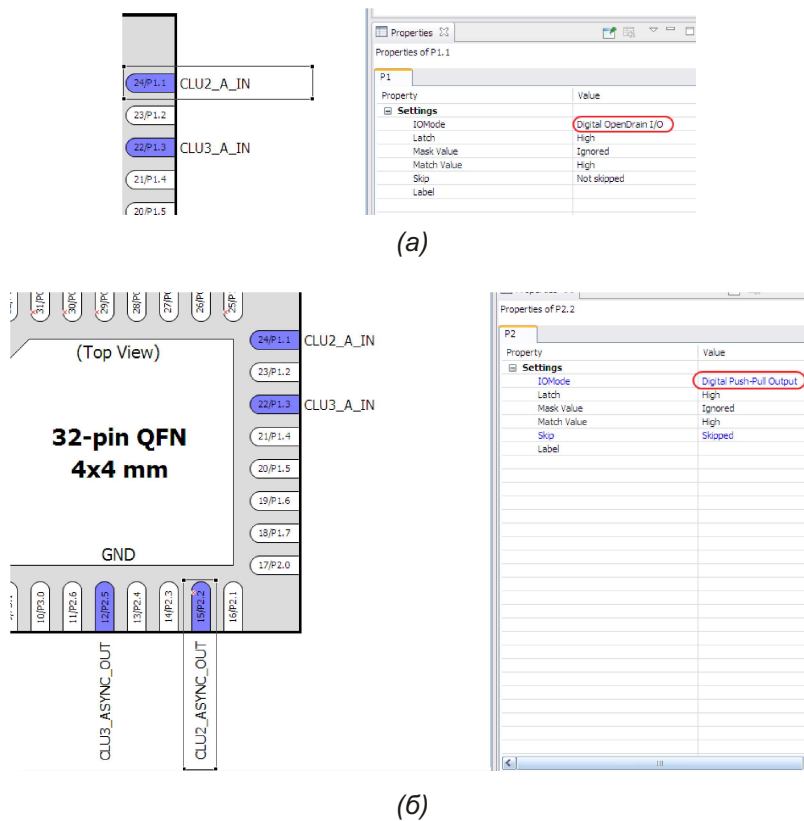 24/P1.1 CLU2_A_IN
23/P1.2
22/P1.3 CLU3_A_IN
21/P1.4
20/P1.5
Properties
Properties of P1.1
P1
Property Value
Settings
IOMode Digital OpenDrain I/O
Latch High
Mask Value Ignored
Match Value High
Skip Not skipped
Label
(а)
(Top View)
32-pin QFN
4x4 mm
GND
24/P1.1 CLU2_A_IN
23/P1.2
22/P1.3 CLU3_A_IN
21/P1.4
20/P1.5
19/P1.6
18/P1.7
17/P2.0
10/P3.0
11/P2.6
12/P2.5
13/P2.4
14/P2.3
15/P2.2
16/P2.1
CLU3_ASYNC_OUT
CLU2_ASYNC_OUT
Properties of P2.2
P2
Property Value
Settings
IOMode Digital Push-Pull Output
Latch High
Mask Value Ignored
Match Value High
Skip Skipped
Label
(б)